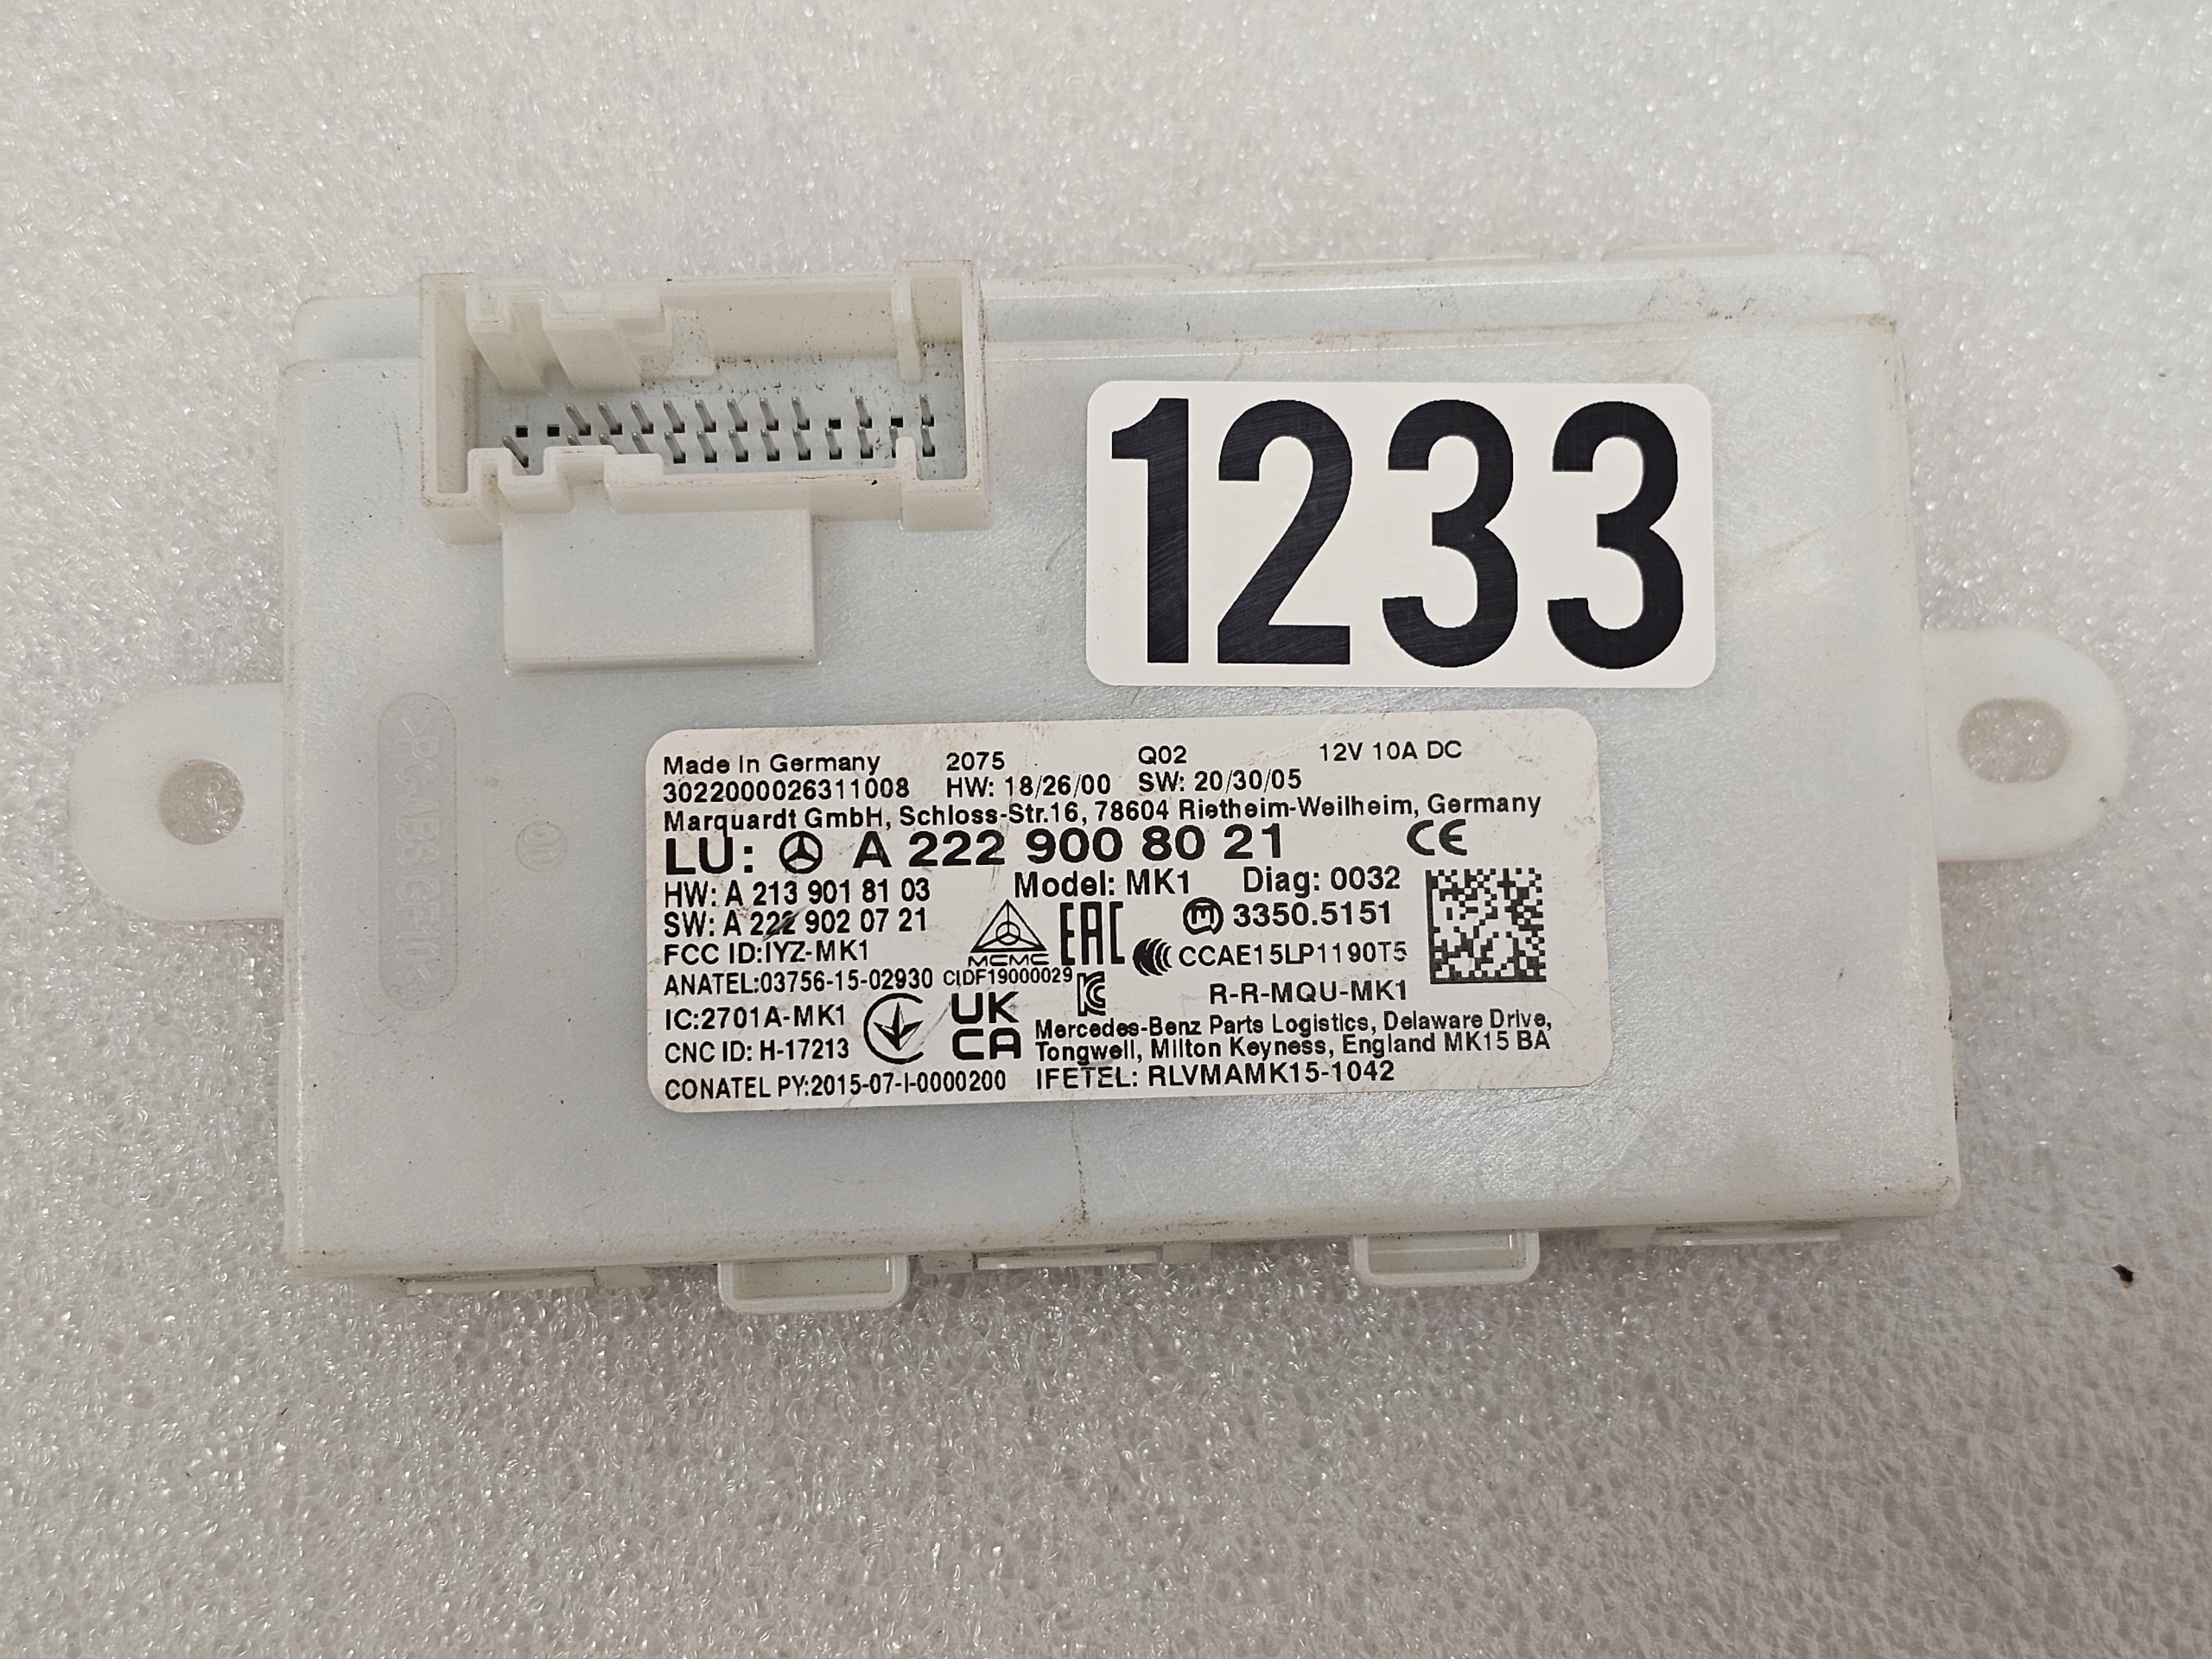 1233
Made In Germany 2075 Q02 12V 10A DC
3022000026311008 HW: 18/26/00 SW: 20/30/05
Marquardt GmbH, Schloss-Str.16, 78604 Rietheim-Weilheim, Germany
LU: A 222 900 80 21 CE
HW: A 213 901 81 03 Model: MK1 Diag: 0032
SW: A 222 902 07 21 EAC 3350.5151
FCC ID:IYZ-MK1 MCMC CCAE15LP1190T5
ANATEL:03756-15-02930 CIDF19000029
R-R-MQU-MK1
IC:2701A-MK1 UK
CA
Mercedes-Benz Parts Logistics, Delaware Drive,
CNC ID: H-17213 Tongwell, Milton Keyness, England MK15 BA
CONATEL PY:2015-07-I-0000200 IFETEL: RLVMAMK15-1042